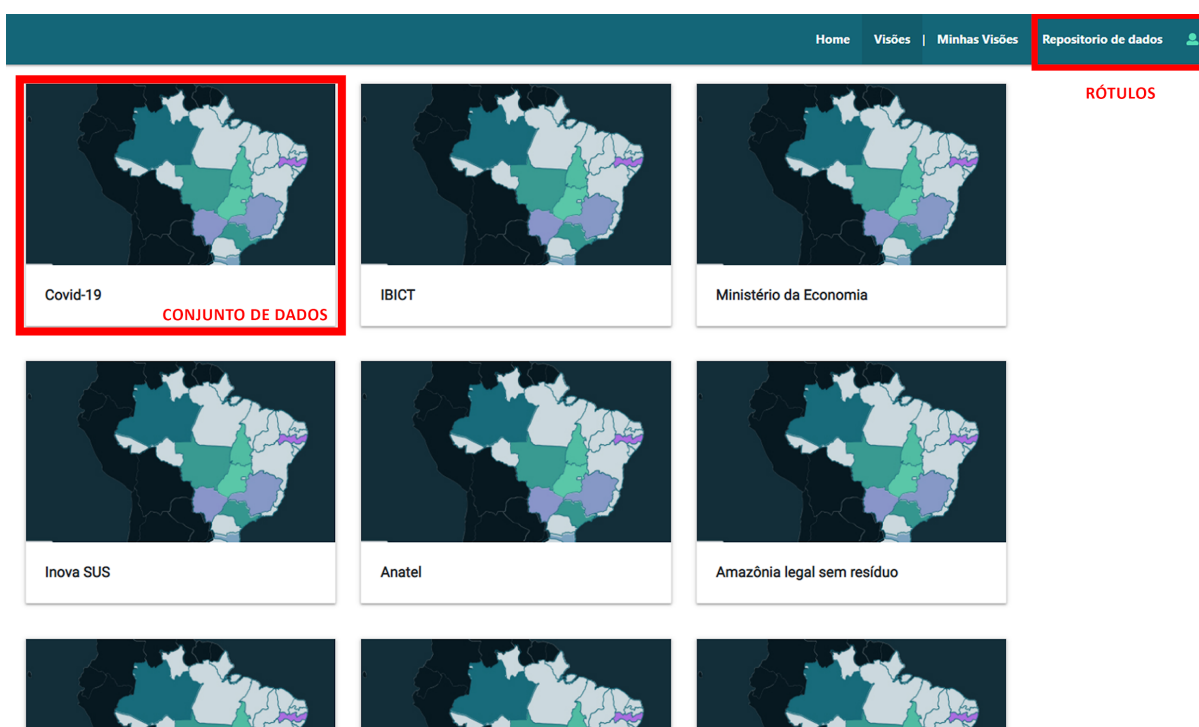 Home Visões | Minhas Visões Repositorio de dados
RÓTULOS
Covid-19
CONJUNTO DE DADOS
IBICT
Ministério da Economia
Inova SUS
Anatel
Amazônia legal sem resíduo